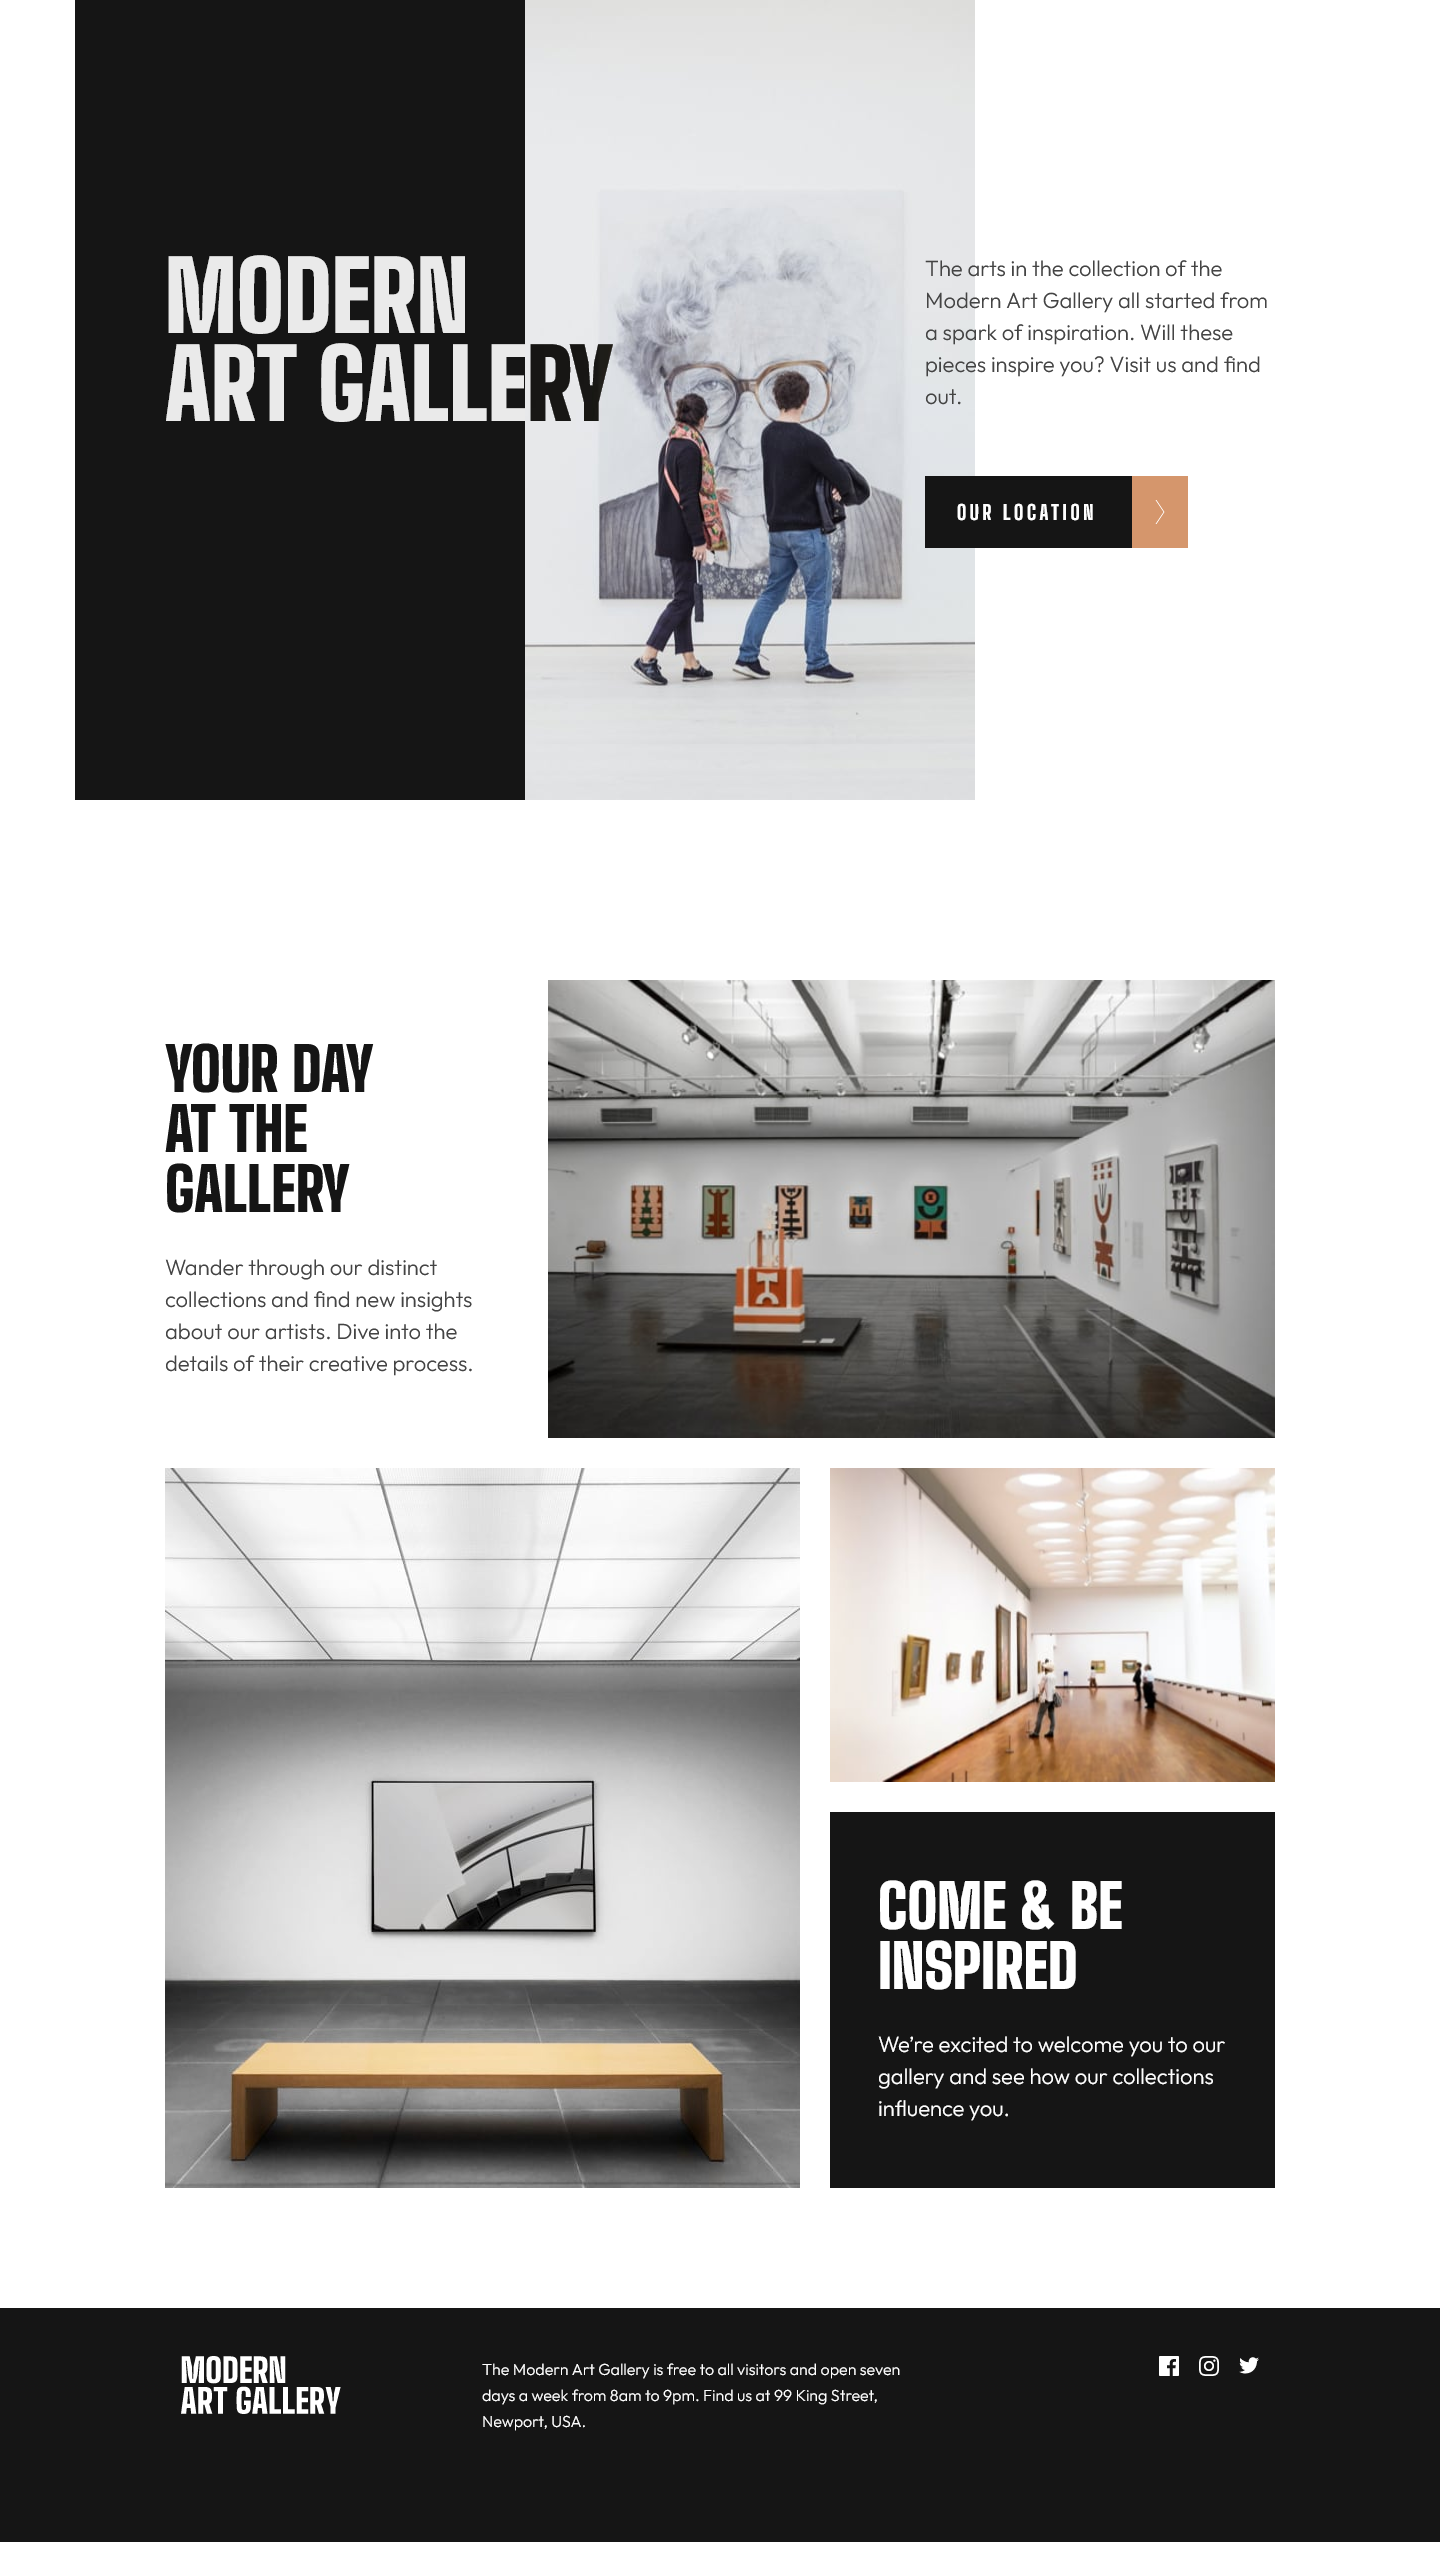 MODERN
ART GALLERY
The arts in the collection of the
Modern Art Gallery all started from
a spark of inspiration. Will these
pieces inspire you? Visit us and find
out.
OUR LOCATION
YOUR DAY
AT THE
GALLERY
Wander through our distinct
collections and find new insights
about our artists. Dive into the
details of their creative process.
COME & BE
INSPIRED
We’re excited to welcome you to our
gallery and see how our collections
influence you.
MODERN
ART GALLERY
The Modern Art Gallery is free to all visitors and open seven
days a week from 8am to 9pm. Find us at 99 King Street,
Newport, USA.